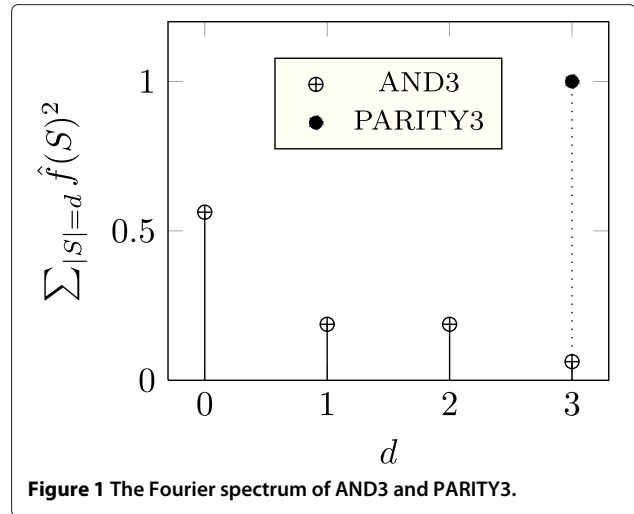 AND3
PARITY3
1
0.5
0
∑|S|=d f̂(S)²
0 1 2 3
d
Figure 1 The Fourier spectrum of AND3 and PARITY3.